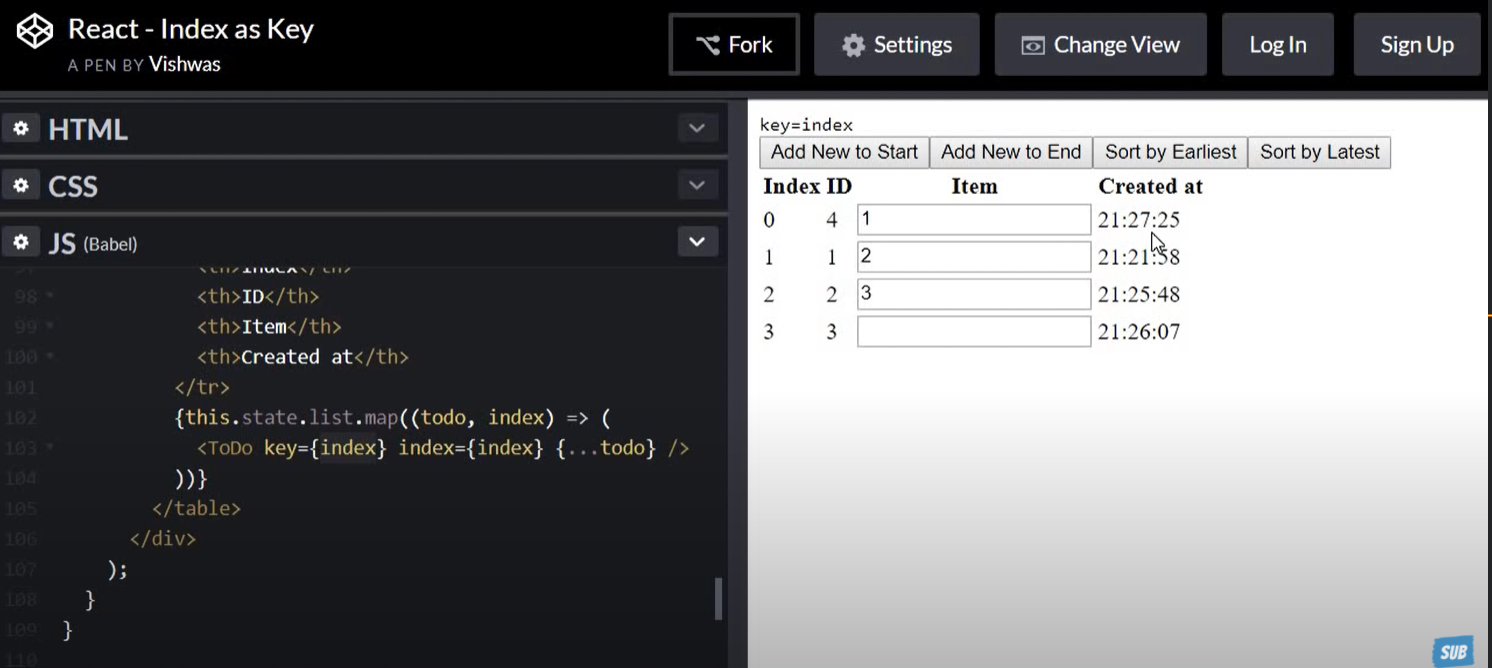 React - Index as Key
A PEN BY Vishwas
Fork
Settings
Change View
Log In
Sign Up
HTML
CSS
JS (Babel)
<th>Index</th>
98 <th>ID</th>
99 <th>Item</th>
100 <th>Created at</th>
101 </tr>
102 {this.state.list.map((todo, index) => (
103 <ToDo key={index} index={index} {...todo} />
104 ))}
105 </table>
106 </div>
107 );
108 }
109 }
110
key=index
Add New to Start Add New to End Sort by Earliest Sort by Latest
Index ID Item Created at
0 4 1 21:27:25
1 1 2 21:21:58
2 2 3 21:25:48
3 3 21:26:07
SUB